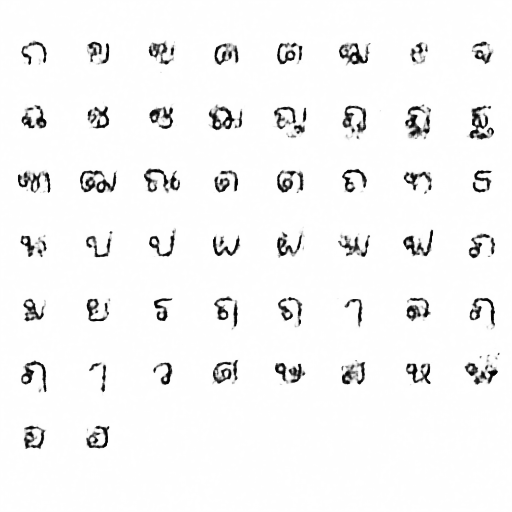 ก ข ฃ ค ฅ ฆ ง จ
ฉ ช ซ ฌ ญ ฎ ฏ ฐ
ฑ ฒ ณ ด ต ถ ท ธ
น บ ป ผ ฝ พ ฟ ภ
ม ย ร ฤ ฤ ๅ ล ฦ
ฦ ๅ ว ศ ษ ส ห ฬ
อ ฮ